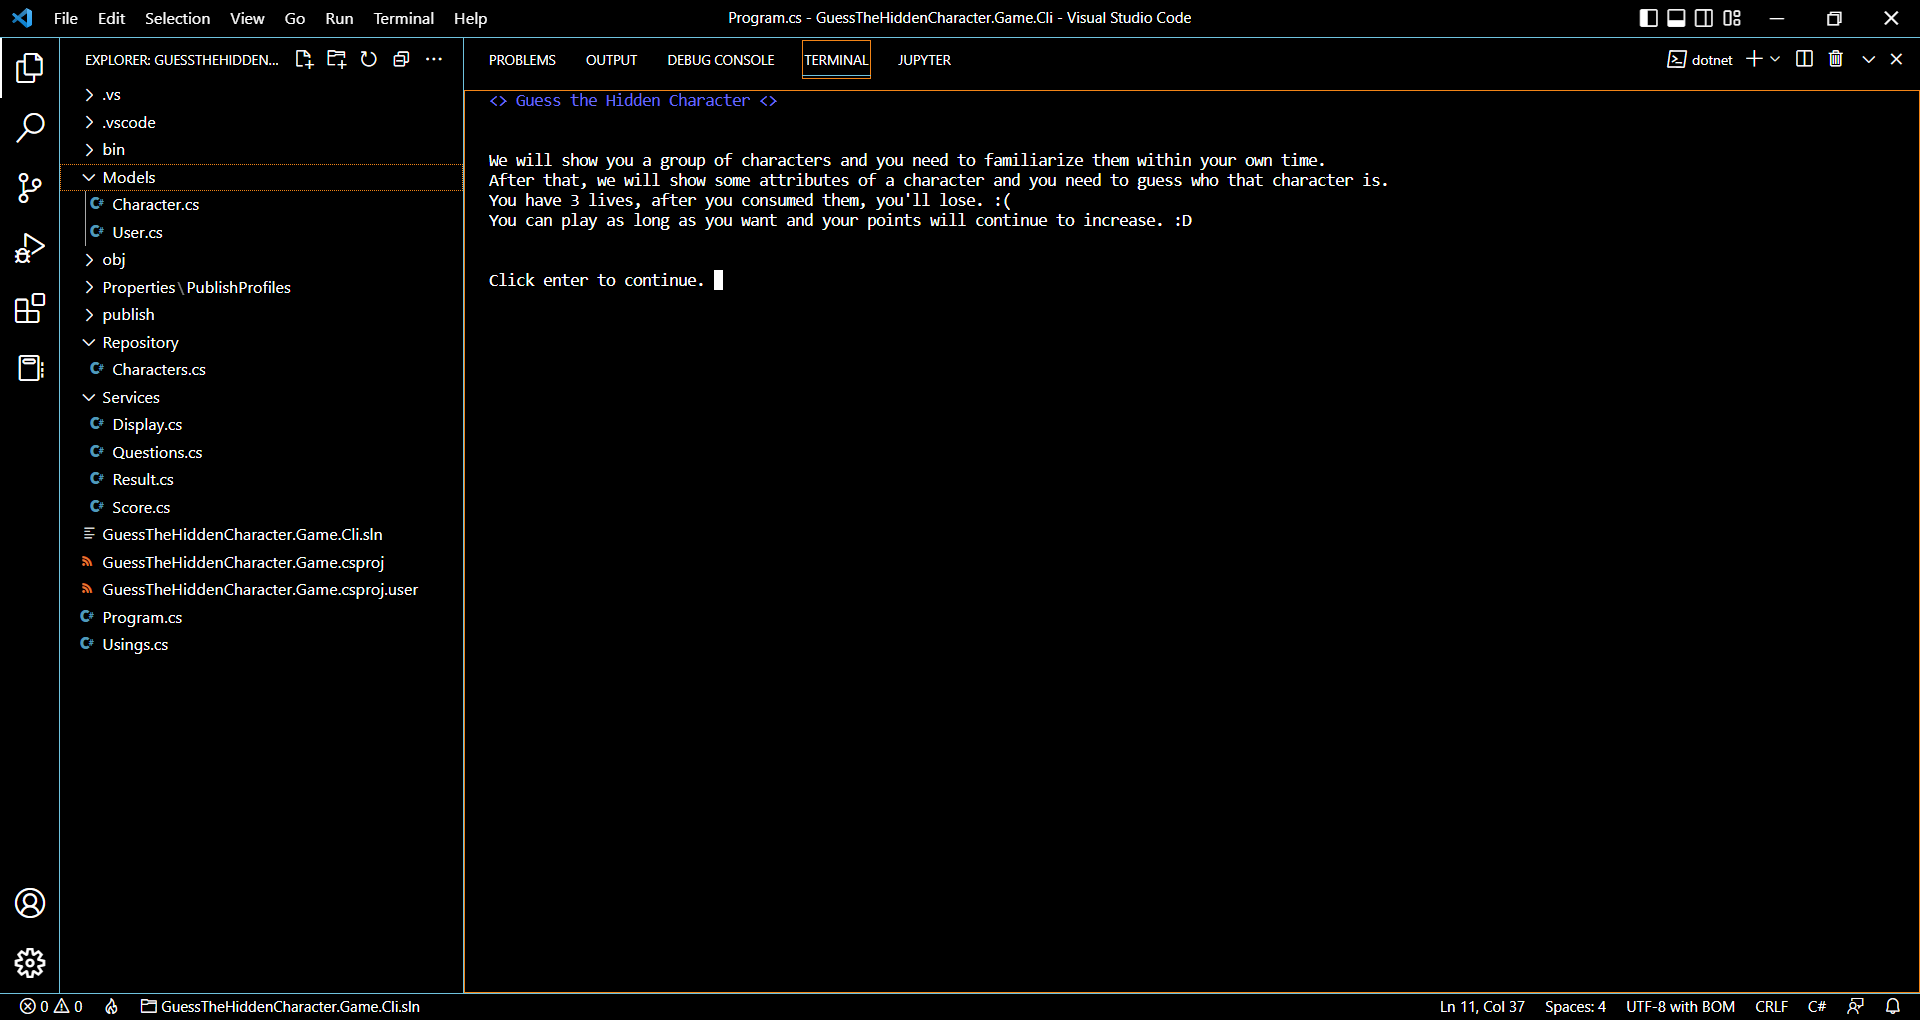 File Edit Selection View Go Run Terminal Help
Program.cs - GuessTheHiddenCharacter.Game.Cli - Visual Studio Code
EXPLORER: GUESSTHEHIDDEN...
.vs
.vscode
bin
Models
Character.cs
User.cs
obj
Properties\PublishProfiles
publish
Repository
Characters.cs
Services
Display.cs
Questions.cs
Result.cs
Score.cs
GuessTheHiddenCharacter.Game.Cli.sln
GuessTheHiddenCharacter.Game.csproj
GuessTheHiddenCharacter.Game.csproj.user
Program.cs
Usings.cs
PROBLEMS OUTPUT DEBUG CONSOLE TERMINAL JUPYTER
dotnet
<> Guess the Hidden Character <>
We will show you a group of characters and you need to familiarize them within your own time.
After that, we will show some attributes of a character and you need to guess who that character is.
You have 3 lives, after you consumed them, you'll lose. :(
You can play as long as you want and your points will continue to increase. :D
Click enter to continue.
0 0 GuessTheHiddenCharacter.Game.Cli.sln
Ln 11, Col 37 Spaces: 4 UTF-8 with BOM CRLF C#